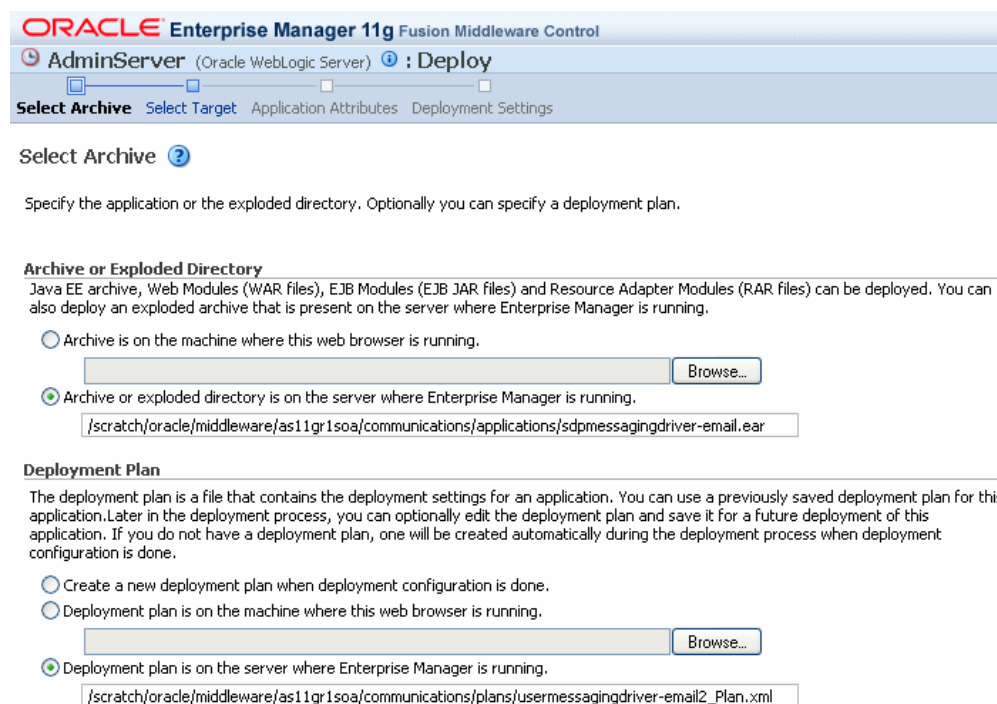 ORACLE Enterprise Manager 11g Fusion Middleware Control
AdminServer (Oracle WebLogic Server) i : Deploy
Select Archive Select Target Application Attributes Deployment Settings
Select Archive ?
Specify the application or the exploded directory. Optionally you can specify a deployment plan.
Archive or Exploded Directory
Java EE archive, Web Modules (WAR files), EJB Modules (EJB JAR files) and Resource Adapter Modules (RAR files) can be deployed. You can
also deploy an exploded archive that is present on the server where Enterprise Manager is running.
Archive is on the machine where this web browser is running.
Browse...
Archive or exploded directory is on the server where Enterprise Manager is running.
/scratch/oracle/middleware/as11gr1soa/communications/applications/sdpmessagingdriver-email.ear
Deployment Plan
The deployment plan is a file that contains the deployment settings for an application. You can use a previously saved deployment plan for this
application.Later in the deployment process, you can optionally edit the deployment plan and save it for a future deployment of this
application. If you do not have a deployment plan, one will be created automatically during the deployment process when deployment
configuration is done.
Create a new deployment plan when deployment configuration is done.
Deployment plan is on the machine where this web browser is running.
Browse...
Deployment plan is on the server where Enterprise Manager is running.
/scratch/oracle/middleware/as11gr1soa/communications/plans/usermessagingdriver-email2_Plan.xml